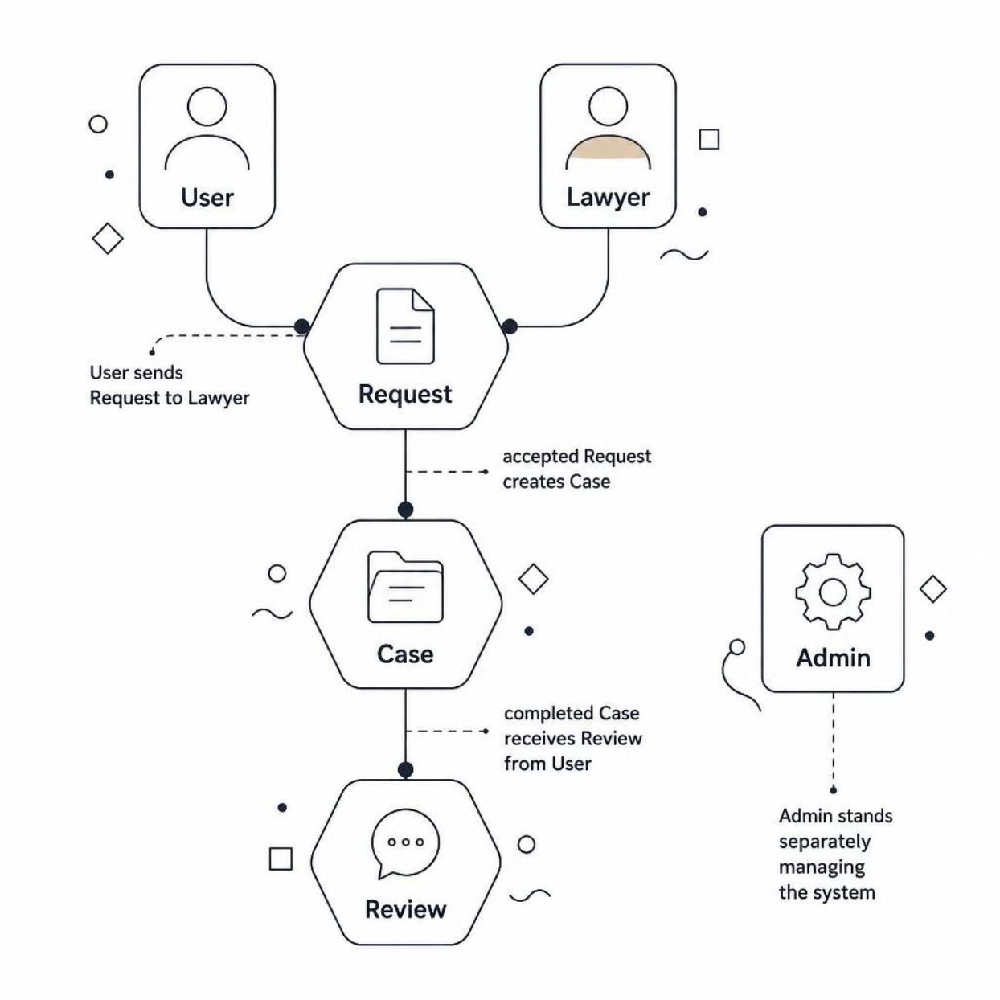 User
Lawyer
User sends
Request to Lawyer
Request
accepted Request
creates Case
Case
Admin
completed Case
receives Review
from User
Admin stands
separately
managing
the system
Review